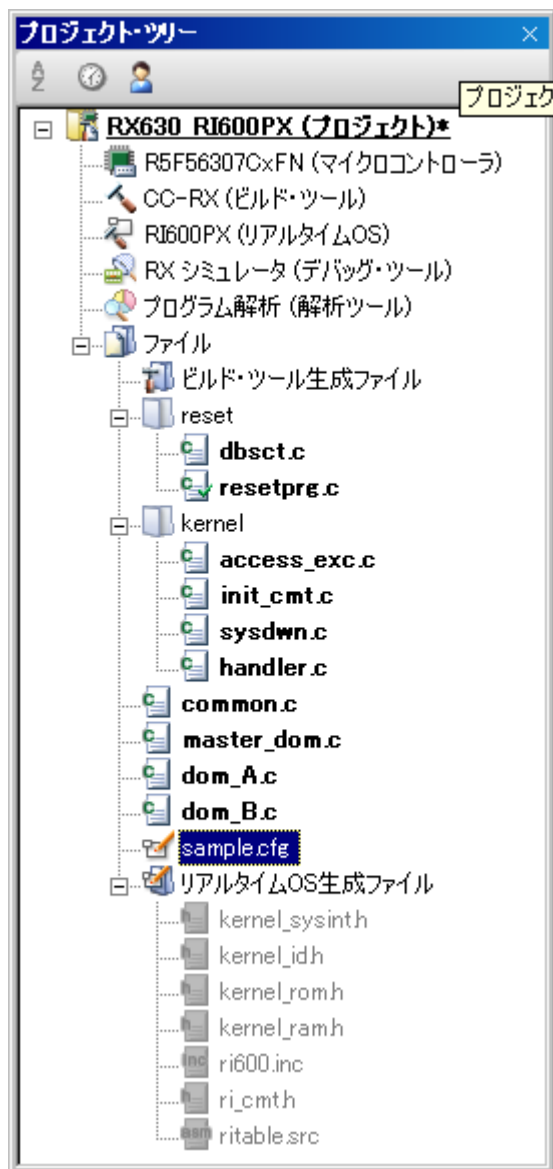 プロジェクト・ツリー
プロジェク
RX630_RI600PX (プロジェクト)*
R5F56307CxFN (マイクロコントローラ)
CC-RX (ビルド・ツール)
RI600PX (リアルタイムOS)
RX シミュレータ (デバッグ・ツール)
プログラム解析 (解析ツール)
ファイル
ビルド・ツール生成ファイル
reset
dbsct.c
resetprg.c
kernel
access_exc.c
init_cmt.c
sysdwn.c
handler.c
common.c
master_dom.c
dom_A.c
dom_B.c
sample.cfg
リアルタイムOS生成ファイル
kernel_sysint.h
kernel_id.h
kernel_rom.h
kernel_ram.h
ri600.inc
ri_cmt.h
ritable.src